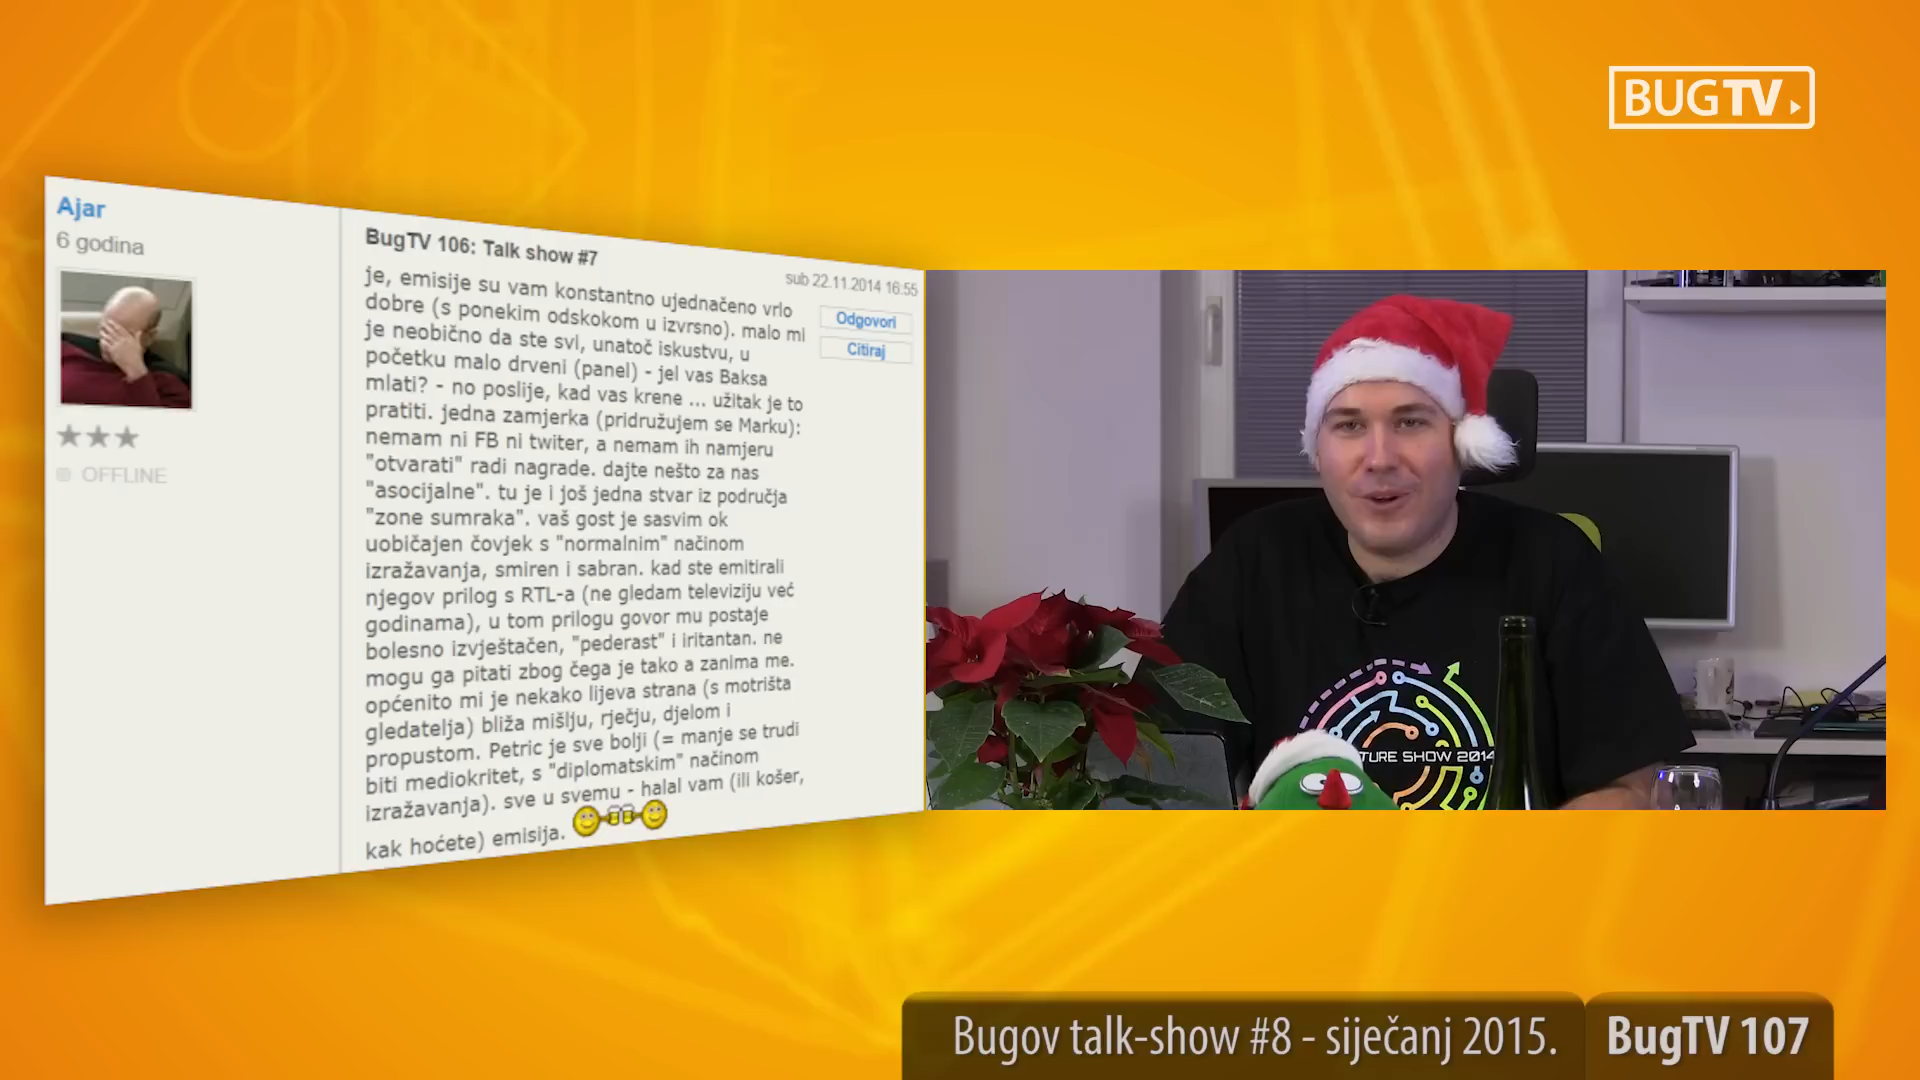 BUGTV
Ajar
6 godina
OFFLINE
BugTV 106: Talk show #7
sub 22.11.2014 16:55
Odgovori
Citiraj
je, emisije su vam konstantno ujednačeno vrlo
dobre (s ponekim odskokom u izvrsno). malo mi
je neobično da ste svi, unatoč iskustvu, u
početku malo drveni (panel) - jel vas Baksa
mlati? - no poslije, kad vas krene ... užitak je to
pratiti. jedna zamjerka (pridružujem se Marku):
nemam ni FB ni twiter, a nemam ih namjeru
"otvarati" radi nagrade. dajte nešto za nas
"asocijalne". tu je i još jedna stvar iz područja
"zone sumraka". vaš gost je sasvim ok
uobičajen čovjek s "normalnim" načinom
izražavanja, smiren i sabran. kad ste emitirali
njegov prilog s RTL-a (ne gledam televiziju već
godinama), u tom prilogu govor mu postaje
bolesno izvještačen, "pederast" i iritantan. ne
mogu ga pitati zbog čega je tako a zanima me.
općenito mi je nekako lijeva strana (s motrišta
gledatelja) bliža mišlju, rječju, djelom i
propustom. Petric je sve bolji (= manje se trudi
biti mediokritet, s "diplomatskim" načinom
izražavanja). sve u svemu - halal vam (ili košer,
kak hoćete) emisija.
TURE SHOW 2014
Bugov talk-show #8 - siječanj 2015.
BugTV 107